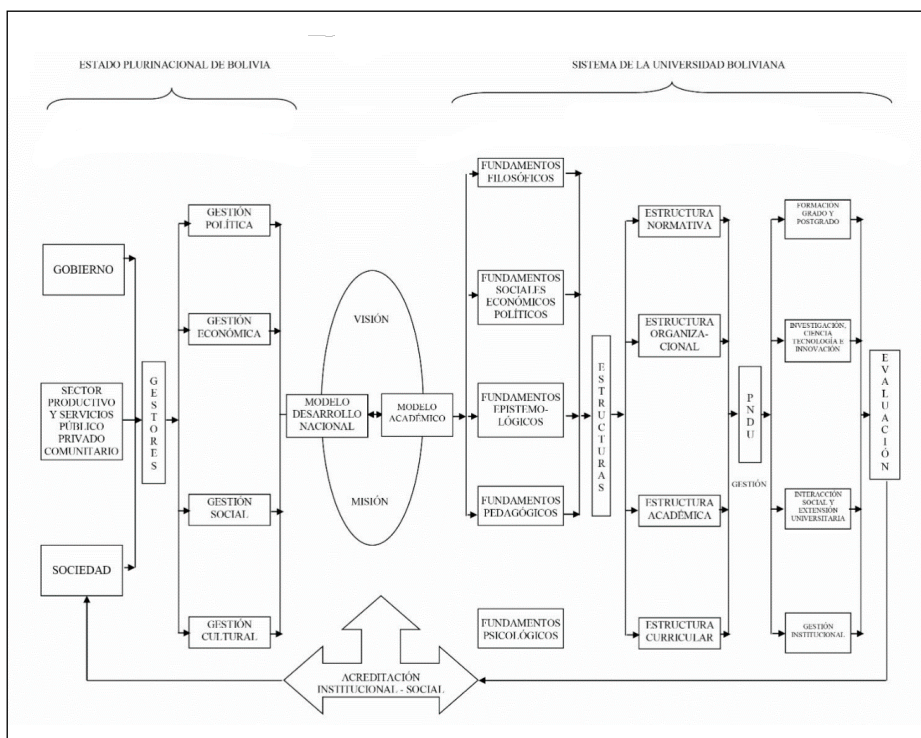 ESTADO PLURINACIONAL DE BOLIVIA
SISTEMA DE LA UNIVERSIDAD BOLIVIANA
GOBIERNO
SECTOR
PRODUCTIVO
Y SERVICIOS
PÚBLICO
PRIVADO
COMUNITARIO
SOCIEDAD
GESTORES
GESTIÓN
POLÍTICA
GESTIÓN
ECONÓMICA
GESTIÓN
SOCIAL
GESTIÓN
CULTURAL
VISIÓN
MODELO
DESARROLLO
NACIONAL
MODELO
ACADÉMICO
MISIÓN
FUNDAMENTOS
FILOSÓFICOS
FUNDAMENTOS
SOCIALES
ECONÓMICOS
POLÍTICOS
FUNDAMENTOS
EPISTEMO-
LÓGICOS
FUNDAMENTOS
PEDAGÓGICOS
FUNDAMENTOS
PSICOLÓGICOS
ESTRUCTURAS
ESTRUCTURA
NORMATIVA
ESTRUCTURA
ORGANIZA-
CIONAL
ESTRUCTURA
ACADÉMICA
ESTRUCTURA
CURRICULAR
PNDU
GESTIÓN
FORMACIÓN
GRADO Y
POSTGRADO
INVESTIGACIÓN,
CIENCIA
TECNOLOGÍA E
INNOVACIÓN
INTERACCIÓN
SOCIAL Y
EXTENSIÓN
UNIVERSITARIA
GESTIÓN
INSTITUCIONAL
EVALUACIÓN
ACREDITACIÓN
INSTITUCIONAL - SOCIAL